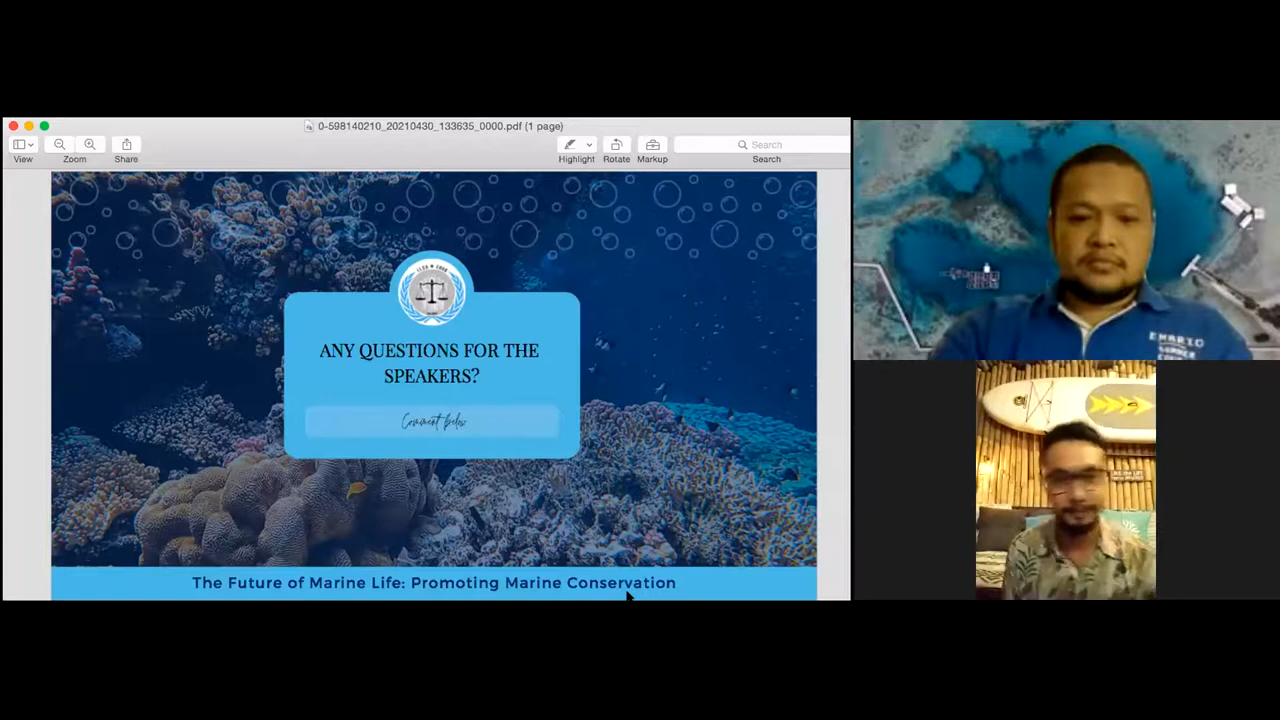 0-598140210_20210430_133635_0000.pdf (1 page)
View
Zoom
Share
Highlight
Rotate
Markup
Search
Search
ANY QUESTIONS FOR THE
SPEAKERS?
Comment below
The Future of Marine Life: Promoting Marine Conservation